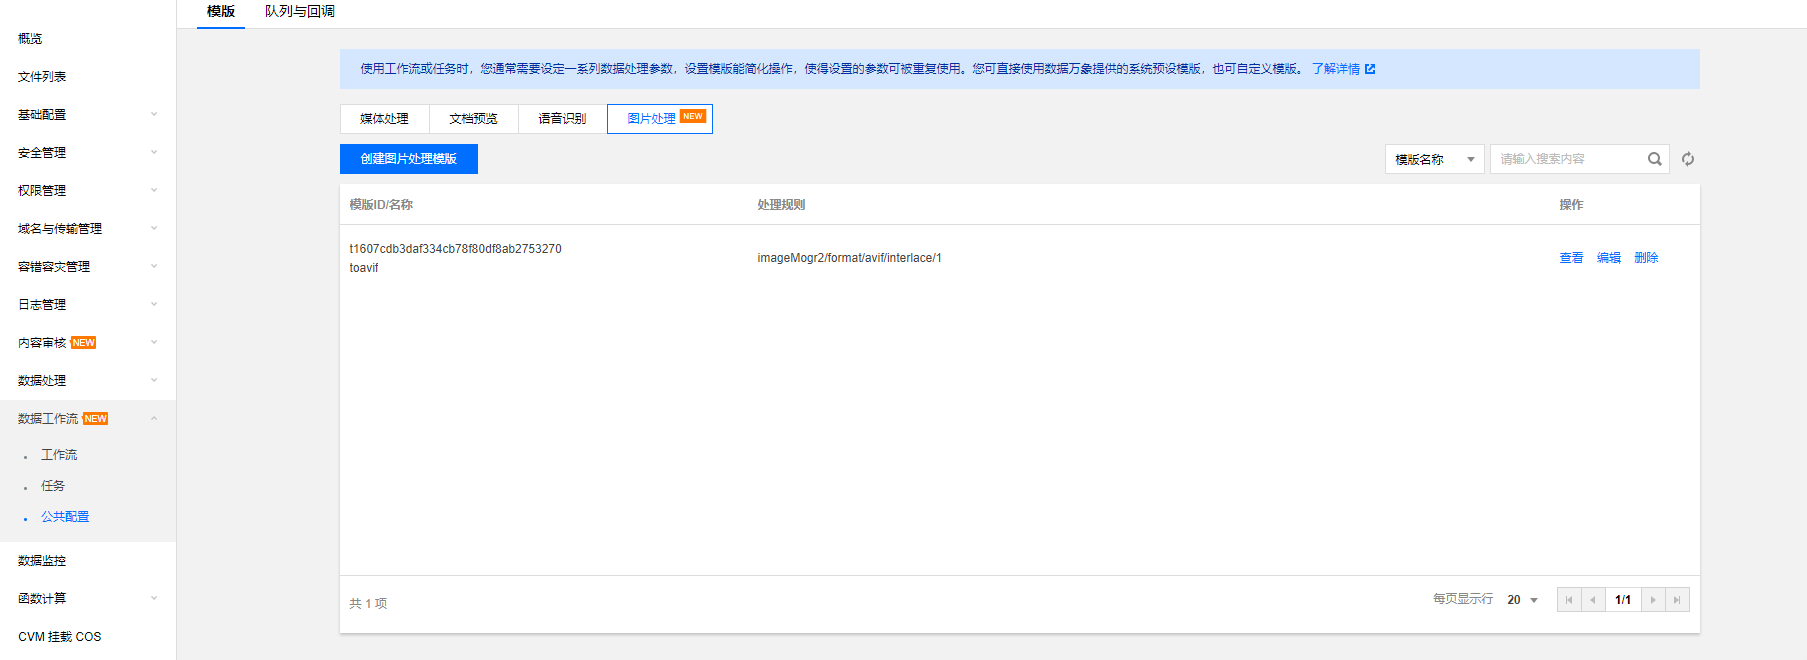 模版
队列与回调
概览
文件列表
基础配置
安全管理
权限管理
域名与传输管理
容错容灾管理
日志管理
内容审核 NEW
数据处理
数据工作流 NEW
工作流
任务
公共配置
数据监控
函数计算
CVM 挂载 COS
使用工作流或任务时，您通常需要设定一系列数据处理参数，设置模版能简化操作，使得设置的参数可被重复使用。您可直接使用数据万象提供的系统预设模版，也可自定义模版。 了解详情
媒体处理
文档预览
语音识别
图片处理 NEW
创建图片处理模版
模版名称
请输入搜索内容
模版ID/名称
处理规则
操作
t1607cdb3daf334cb78f80df8ab2753270
toavif
imageMogr2/format/avif/interlace/1
查看 编辑 删除
共 1 项
每页显示行 20
1/1